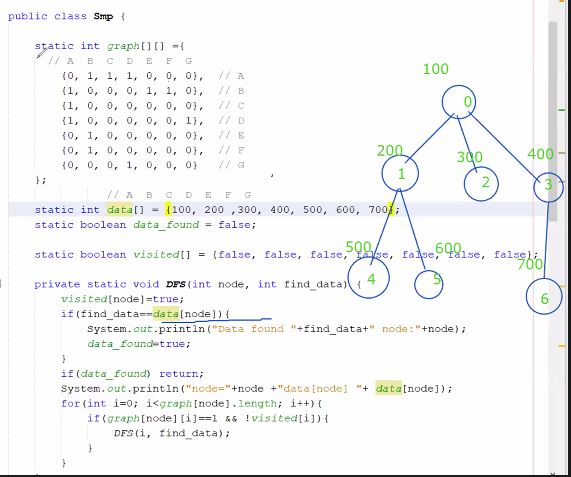 public class Smp {
static int graph[][] ={
// A B C D E F G
{0, 1, 1, 1, 0, 0, 0}, // A
{1, 0, 0, 0, 1, 1, 0}, // B
{1, 0, 0, 0, 0, 0, 0}, // C
{1, 0, 0, 0, 0, 0, 1}, // D
{0, 1, 0, 0, 0, 0, 0}, // E
{0, 1, 0, 0, 0, 0, 0}, // F
{0, 0, 0, 1, 0, 0, 0} // G
};
// A B C D E F G
static int data[] = {100, 200 ,300, 400, 500, 600, 700};
static boolean data_found = false;
static boolean visited[] = {false, false, false, false, false, false, false};
private static void DFS(int node, int find_data) {
visited[node]=true;
if(find_data==data[node]){
System.out.println("Data found "+find_data+" node:"+node);
data_found=true;
}
if(data_found) return;
System.out.println("node="+node +"data[node] "+ data[node]);
for(int i=0; i<graph[node].length; i++){
if(graph[node][i]==1 && !visited[i]){
DFS(i, find_data);
}
}
100
0
200
300
400
1
2
3
500
600
700
4
5
6